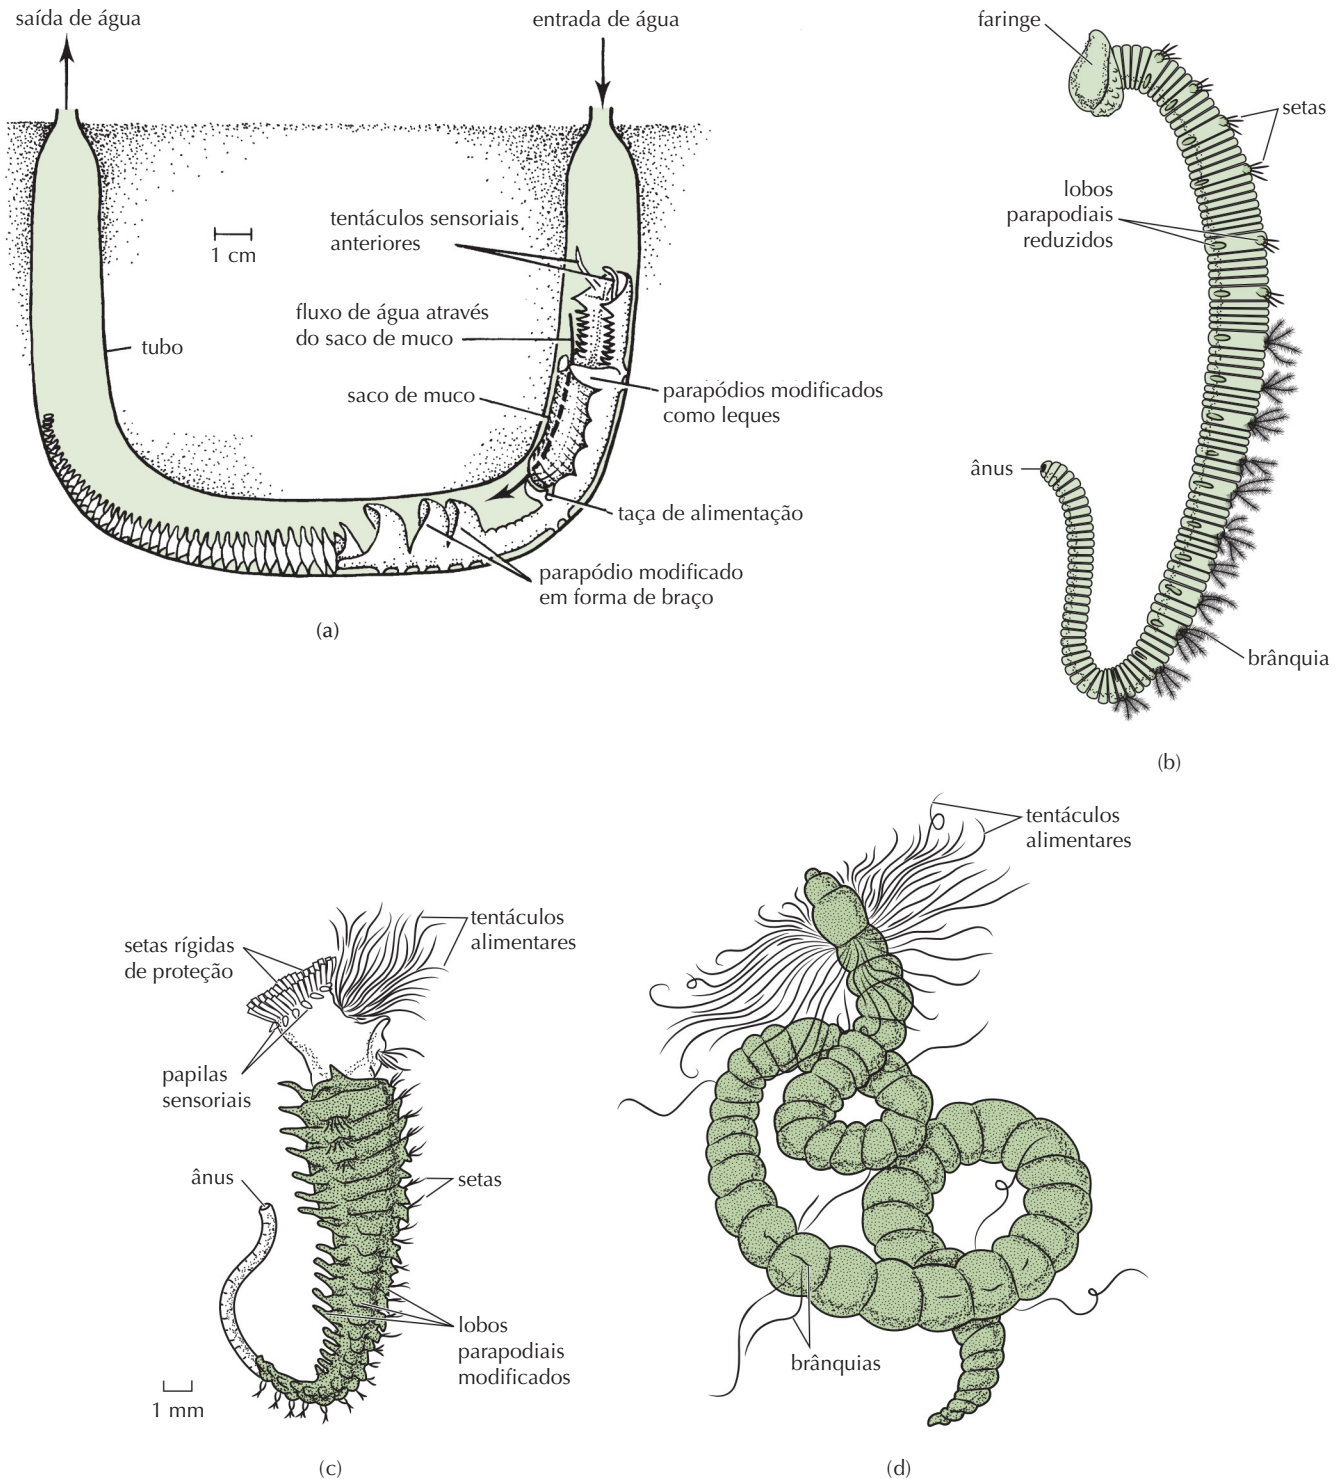 saída de água
entrada de água
tentáculos sensoriais
anteriores
1 cm
fluxo de água através
do saco de muco
tubo
saco de muco
parapódios modificados
como leques
taça de alimentação
parapódio modificado
em forma de braço
(a)
faringe
setas
lobos
parapodiais
reduzidos
ânus
brânquia
(b)
tentáculos
alimentares
setas rígidas
de proteção
papilas
sensoriais
ânus
setas
lobos
parapodiais
modificados
1 mm
(c)
tentáculos
alimentares
brânquias
(d)